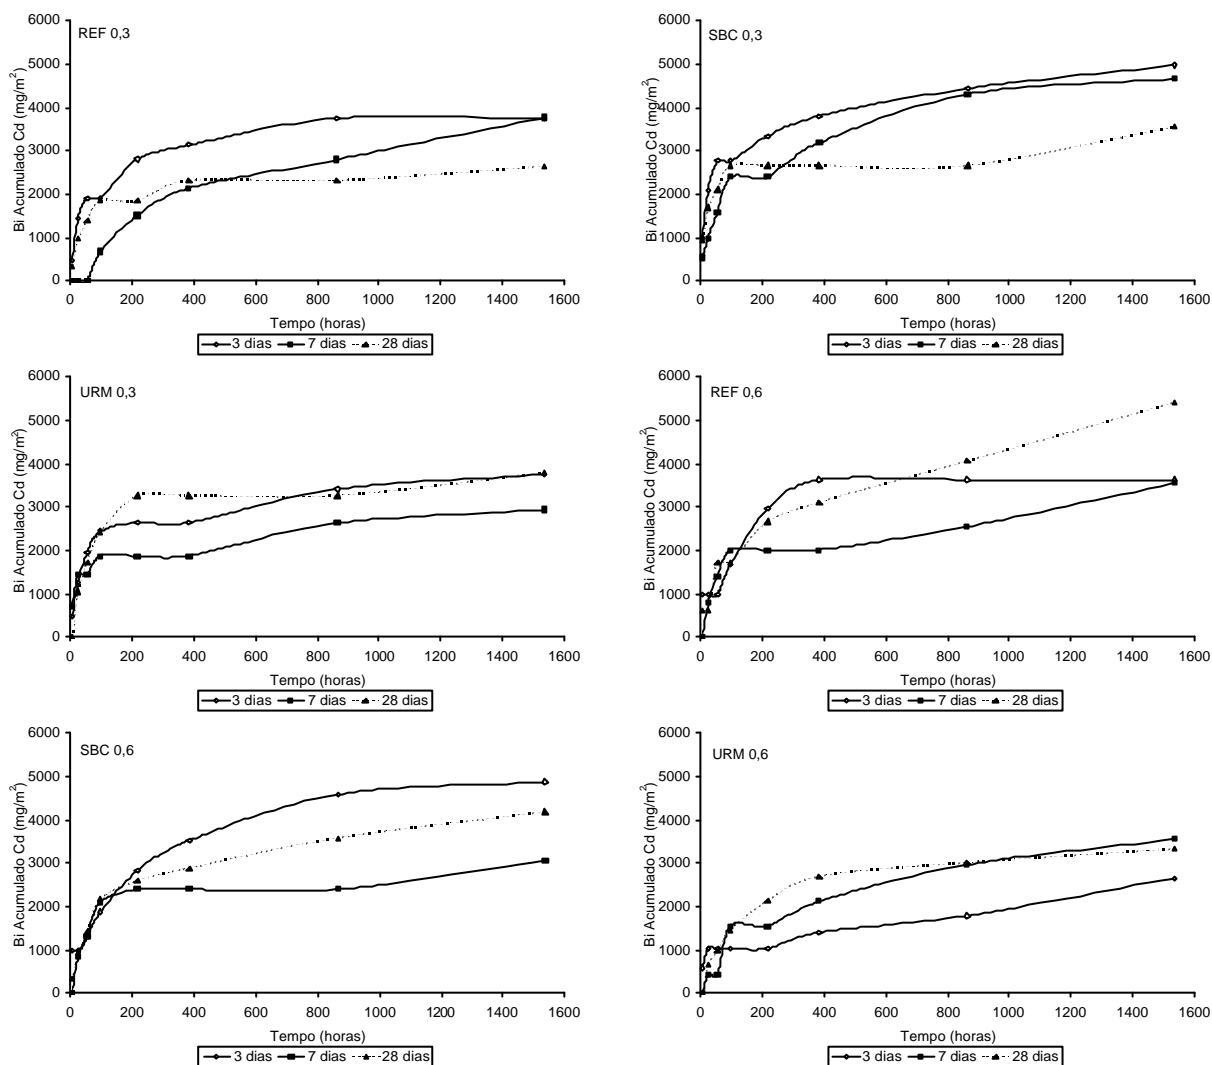 REF 0,3
Bi Acumulado Cd (mg/m²)
6000
5000
4000
3000
2000
1000
0
0 200 400 600 800 1000 1200 1400 1600
Tempo (horas)
3 dias 7 dias 28 dias
SBC 0,3
Bi Acumulado Cd (mg/m²)
6000
5000
4000
3000
2000
1000
0
0 200 400 600 800 1000 1200 1400 1600
Tempo (horas)
3 dias 7 dias 28 dias
URM 0,3
Bi Acumulado Cd (mg/m²)
6000
5000
4000
3000
2000
1000
0
0 200 400 600 800 1000 1200 1400 1600
Tempo (horas)
3 dias 7 dias 28 dias
REF 0,6
Bi Acumulado Cd (mg/m²)
6000
5000
4000
3000
2000
1000
0
0 200 400 600 800 1000 1200 1400 1600
Tempo (horas)
3 dias 7 dias 28 dias
SBC 0,6
Bi Acumulado Cd (mg/m²)
6000
5000
4000
3000
2000
1000
0
0 200 400 600 800 1000 1200 1400 1600
Tempo (horas)
3 dias 7 dias 28 dias
URM 0,6
Bi Acumulado Cd (mg/m²)
6000
5000
4000
3000
2000
1000
0
0 200 400 600 800 1000 1200 1400 1600
Tempo (horas)
3 dias 7 dias 28 dias